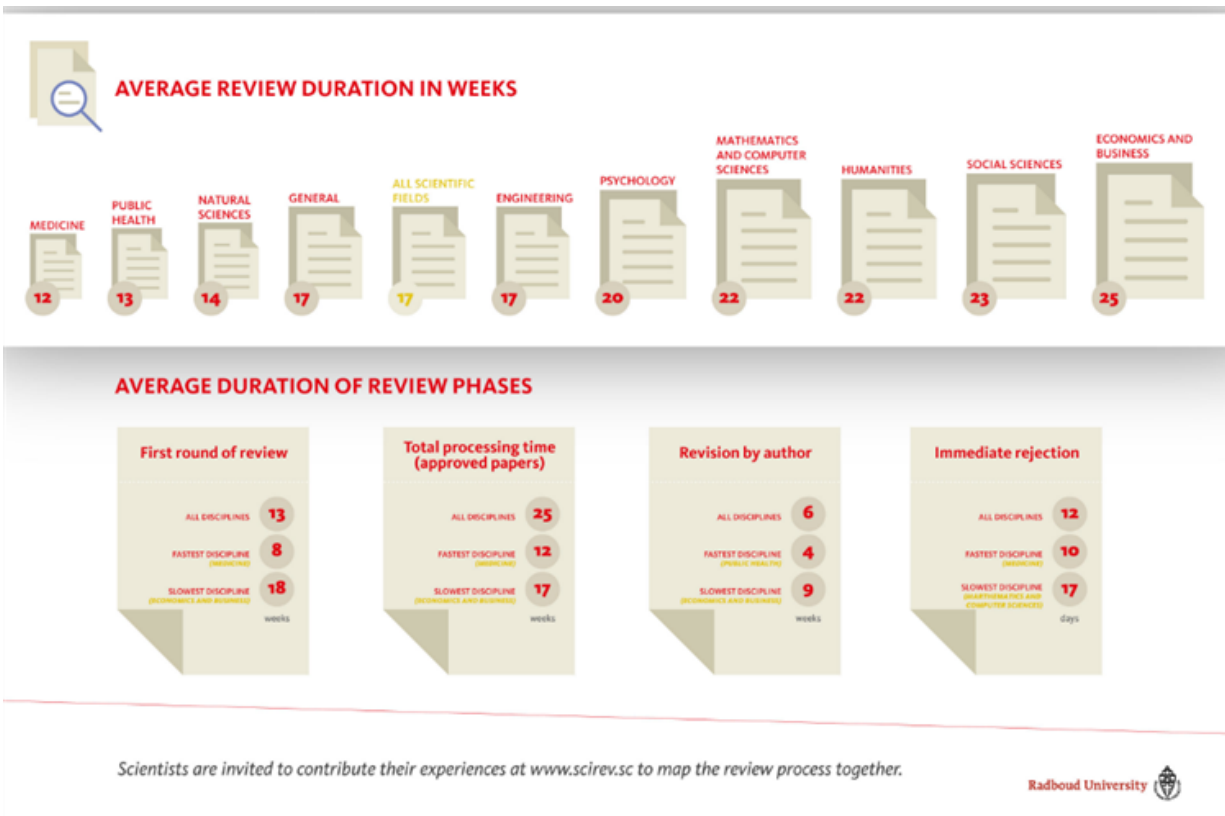 AVERAGE REVIEW DURATION IN WEEKS
MEDICINE
12
PUBLIC
HEALTH
13
NATURAL
SCIENCES
14
GENERAL
17
ALL SCIENTIFIC
FIELDS
17
ENGINEERING
17
PSYCHOLOGY
20
MATHEMATICS
AND COMPUTER
SCIENCES
22
HUMANITIES
22
SOCIAL SCIENCES
23
ECONOMICS AND
BUSINESS
25
AVERAGE DURATION OF REVIEW PHASES
First round of review
ALL DISCIPLINES 13
FASTEST DISCIPLINE 8
(MEDICINE)
SLOWEST DISCIPLINE 18
(ECONOMICS AND BUSINESS)
weeks
Total processing time
(approved papers)
ALL DISCIPLINES 25
FASTEST DISCIPLINE 12
(MEDICINE)
SLOWEST DISCIPLINE 17
(ECONOMICS AND BUSINESS)
weeks
Revision by author
ALL DISCIPLINES 6
FASTEST DISCIPLINE 4
(PUBLIC HEALTH)
SLOWEST DISCIPLINE 9
(ECONOMICS AND BUSINESS)
weeks
Immediate rejection
ALL DISCIPLINES 12
FASTEST DISCIPLINE 10
(MEDICINE)
SLOWEST DISCIPLINE 17
(MARTHEMATICS AND
COMPUTER SCIENCES)
days
Scientists are invited to contribute their experiences at www.scirev.sc to map the review process together.
Radboud University